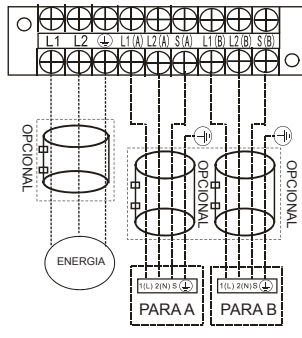 L1 L2 L1(A) L2(A) S(A) L1(B) L2(B) S(B)
OPCIONAL
OPCIONAL
OPCIONAL
ENERGIA
1(L) 2(N) S
1(L) 2(N) S
PARA A
PARA B